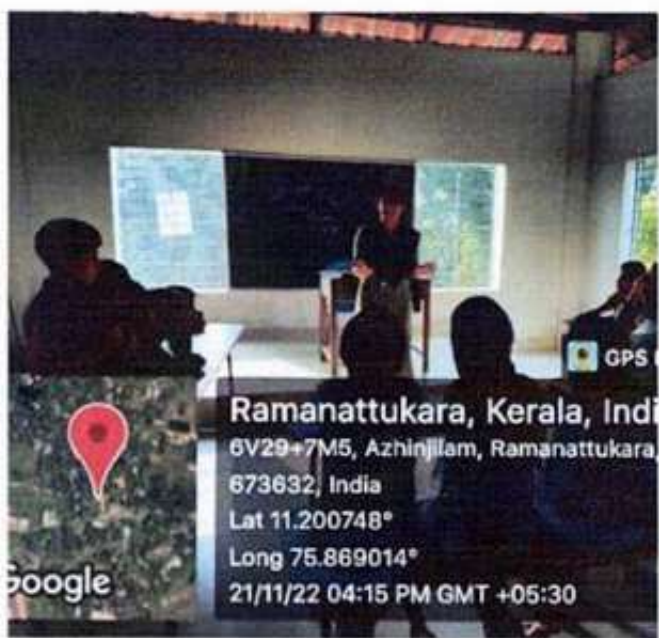 GPS
Ramanattukara, Kerala, Indi
6V29+7M5, Azhinjilam, Ramanattukara,
673632, India
Lat 11.200748°
Long 75.869014°
Google
21/11/22 04:15 PM GMT +05:30